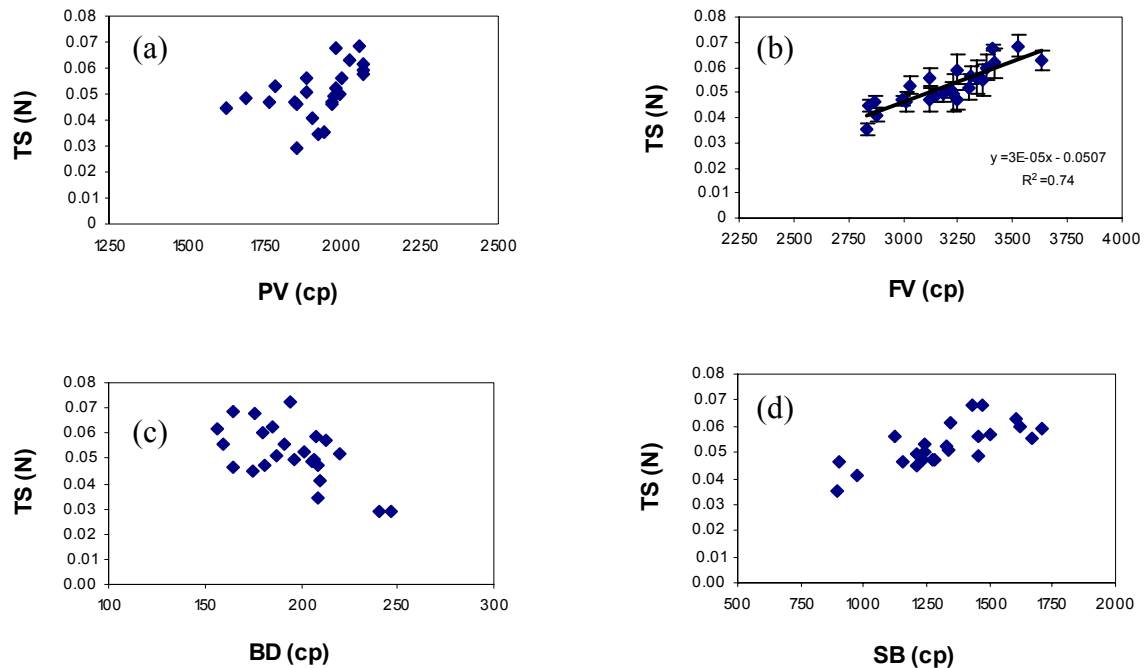 (a)
TS (N)
0.08
0.07
0.06
0.05
0.04
0.03
0.02
0.01
0
1250 1500 1750 2000 2250 2500
PV (cp)
(b)
TS (N)
0.08
0.07
0.06
0.05
0.04
0.03
0.02
0.01
0
y =3E-05x - 0.0507
R² =0.74
2250 2500 2750 3000 3250 3500 3750 4000
FV (cp)
(c)
TS (N)
0.08
0.07
0.06
0.05
0.04
0.03
0.02
0.01
0.00
100 150 200 250 300
BD (cp)
(d)
TS (N)
0.08
0.07
0.06
0.05
0.04
0.03
0.02
0.01
0.00
500 750 1000 1250 1500 1750 2000
SB (cp)